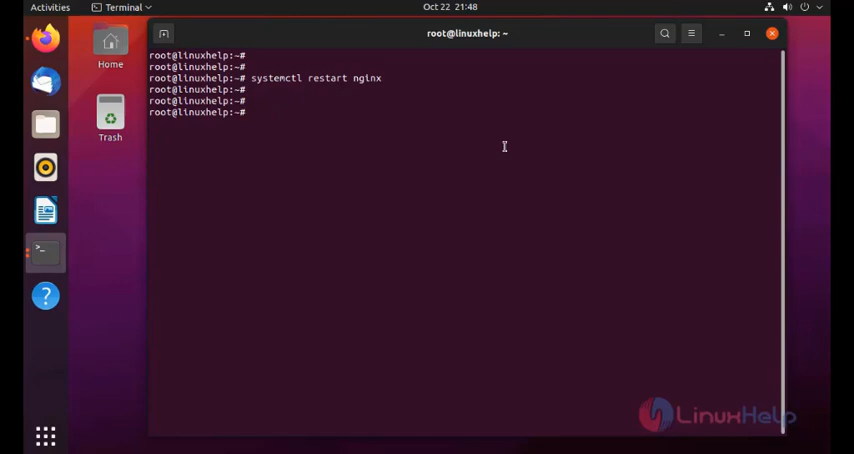 Activities
Terminal
Oct 22 21:48
root@linuxhelp: ~
Home
Trash
root@linuxhelp:~#
root@linuxhelp:~#
root@linuxhelp:~# systemctl restart nginx
root@linuxhelp:~#
root@linuxhelp:~#
root@linuxhelp:~#
>_
?
LinuxHelp